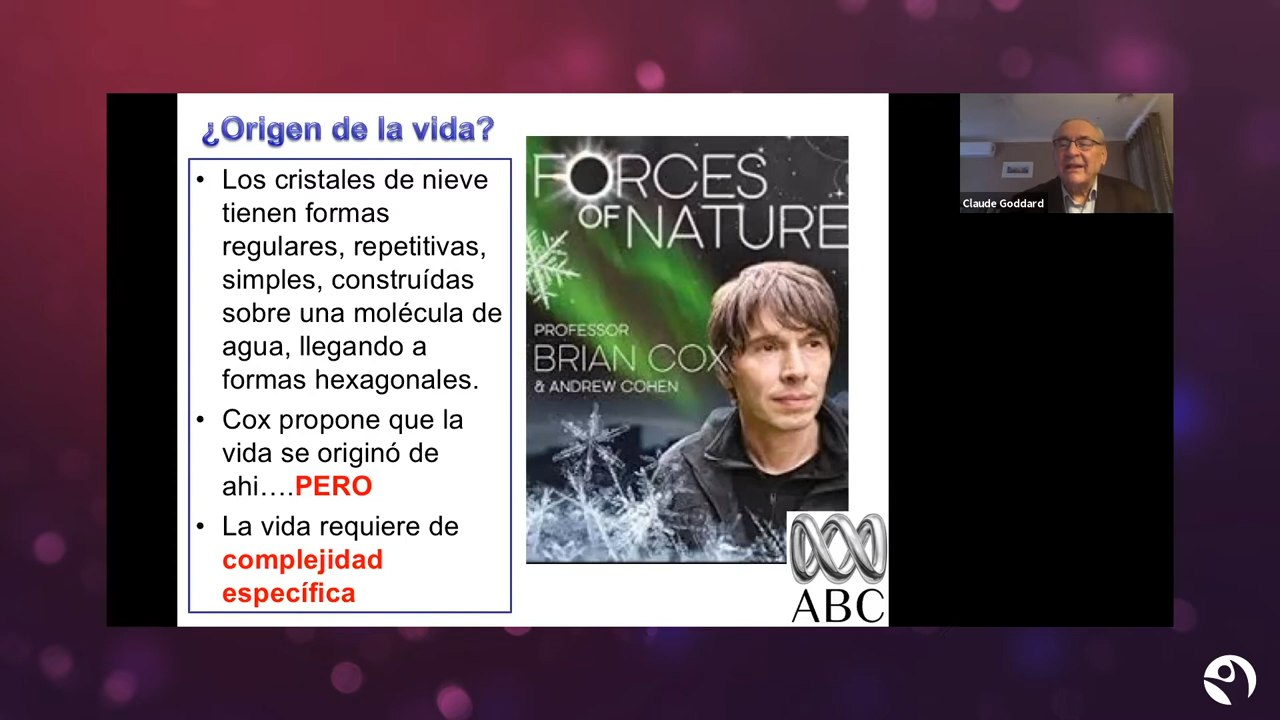 ¿Origen de la vida?
• Los cristales de nieve
tienen formas
regulares, repetitivas,
simples, construídas
sobre una molécula de
agua, llegando a
formas hexagonales.
• Cox propone que la
vida se originó de
ahi....PERO
• La vida requiere de
complejidad
específica
FORCES
OF NATURE
PROFESSOR
BRIAN COX
& ANDREW COHEN
ABC
Claude Goddard